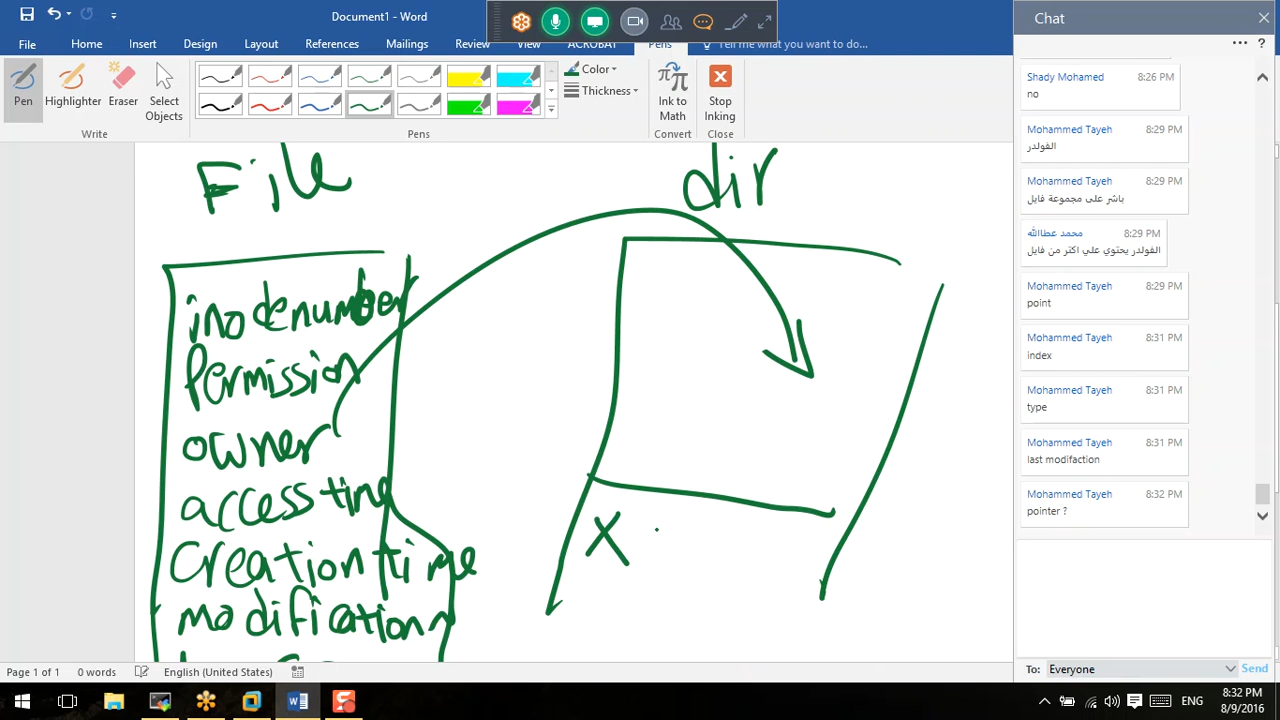 Document1 - Word
File
Home
Insert
Design
Layout
References
Mailings
Review
View
ACROBAT
Pens
Tell me what you want to do...
Pen
Highlighter
Eraser
Select Objects
Color
Thickness
Ink to Math
Stop Inking
Write
Pens
Convert
Close
File
dir
inodenumber
Permission
owner
access time
Creation time
modification
X
Chat
Shady Mohamed 8:25 PM
no
Mohammed Tayeh 8:29 PM
الفولدر
Mohammed Tayeh 8:29 PM
باشر على مجموعة فايل
محمد عطاالله 8:29 PM
الفولدر يحتوي علي اكثر من فايل
Mohammed Tayeh 8:29 PM
point
Mohammed Tayeh 8:31 PM
index
Mohammed Tayeh 8:31 PM
type
Mohammed Tayeh 8:31 PM
last modifaction
Mohammed Tayeh 8:32 PM
pointer ?
To: Everyone
Send
Page 1 of 1
0 words
English (United States)
ENG
8:32 PM
8/9/2016